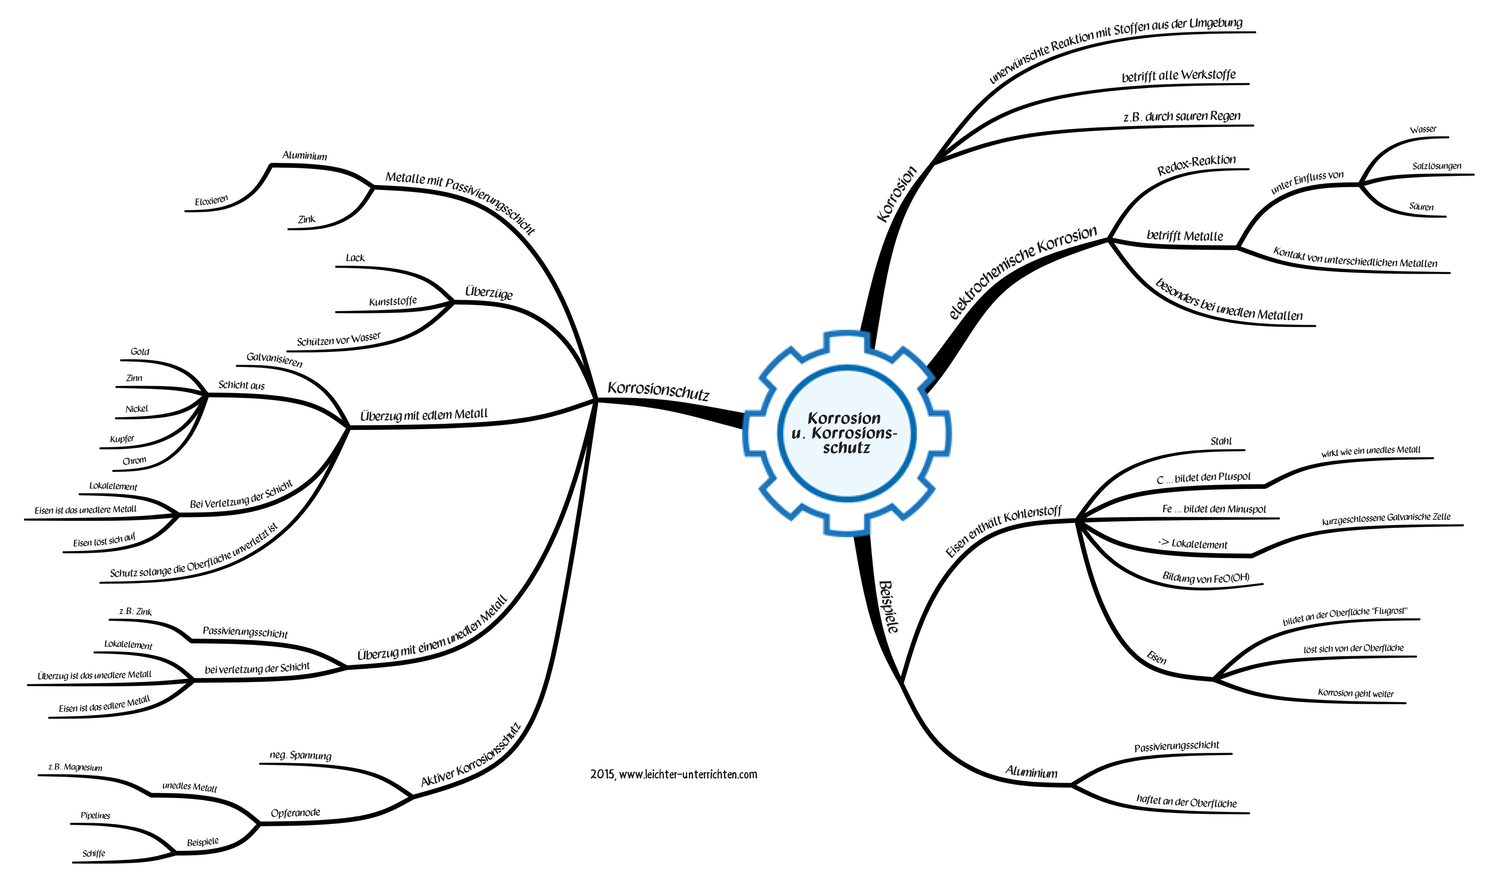 Korrosion
u. Korrosions-
schutz
Korrosion
unerwünschte Reaktion mit Stoffen aus der Umgebung
betrifft alle Werkstoffe
z.B. durch sauren Regen
elektrochemische Korrosion
Redox-Reaktion
betrifft Metalle
unter Einfluss von
Wasser
Salzlösungen
Säuren
Kontakt von unterschiedlichen Metallen
besonders bei unedlen Metallen
Beispiele
Eisen enthält Kohlenstoff
Stahl
C ... bildet den Pluspol
wirkt wie ein unedles Metall
Fe ... bildet den Minuspol
-> Lokalelement
kurzgeschlossene Galvanische Zelle
Bildung von FeO(OH)
Eisen
bildet an der Oberfläche "Flugrost"
löst sich von der Oberfläche
Korrosion geht weiter
Aluminium
Passivierungsschicht
haftet an der Oberfläche
Korrosionschutz
Metalle mit Passivierungsschicht
Aluminium
Eloxieren
Zink
Überzüge
Lack
Kunststoffe
Schützen vor Wasser
Überzug mit edlem Metall
Galvanisieren
Schicht aus
Gold
Zinn
Nickel
Kupfer
Chrom
Bei Verletzung der Schicht
Lokalelement
Eisen ist das unedlere Metall
Eisen löst sich auf
Schutz solange die Oberfläche unverletzt ist
Überzug mit einem unedlen Metall
Passivierungsschicht
z.B: Zink
bei verletzung der Schicht
Lokalelement
Überzug ist das unedlere Metall
Eisen ist das edlere Metall
Aktiver Korrosionsschutz
neg. Spannung
Opferanode
unedles Metall
z.B. Magnesium
Beispiele
Pipelines
Schiffe
2015, www.leichter-unterrichten.com